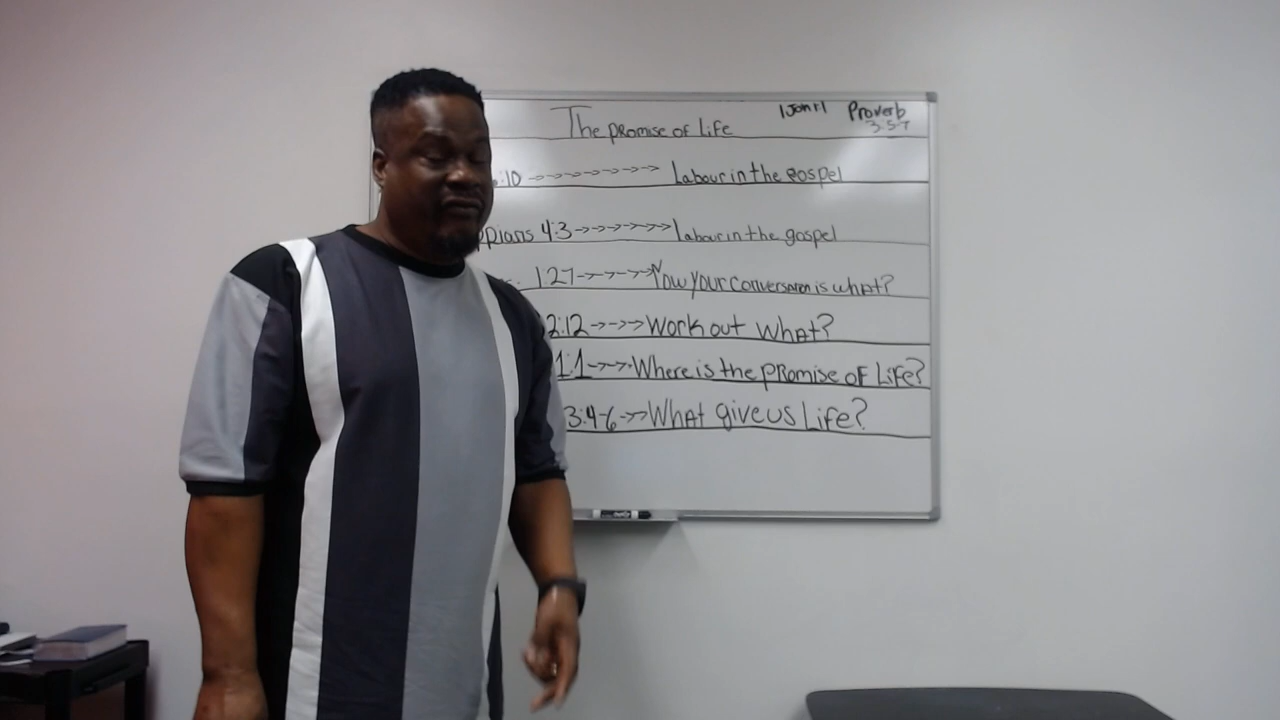 The Promise of Life 1 John 1 Proverb
3:5-7
:10 ->->->->->->->-> Labour in the gospel
ppians 4:3->->->->->->>labour in the gospel
1:27->->->->How your conversation is what?
2:12->->->Work out what?
1:1->->Where is the promise of Life?
3:4-6->>What give us Life?